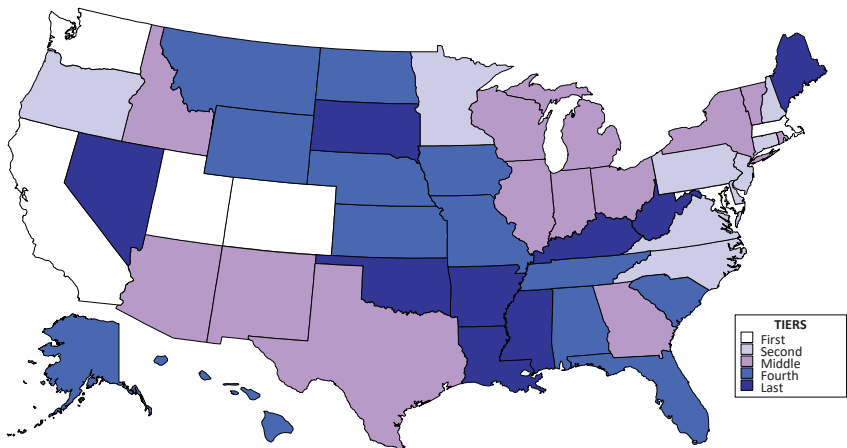 TIERS
First
Second
Middle
Fourth
Last